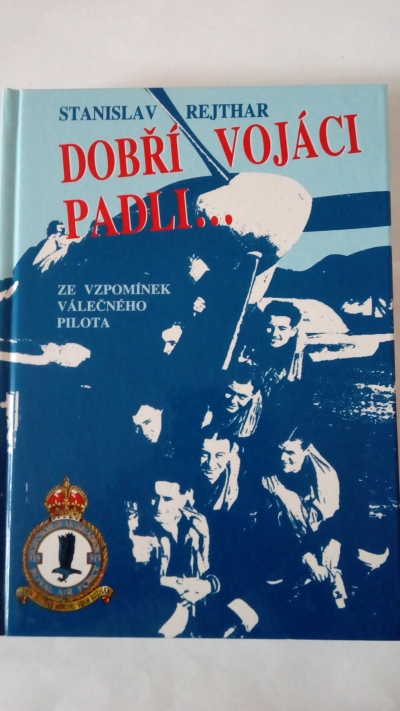 STANISLAV REJTHAR
DOBŘÍ VOJÁCI
PADLI...
ZE VZPOMÍNEK
VÁLEČNÉHO
PILOTA